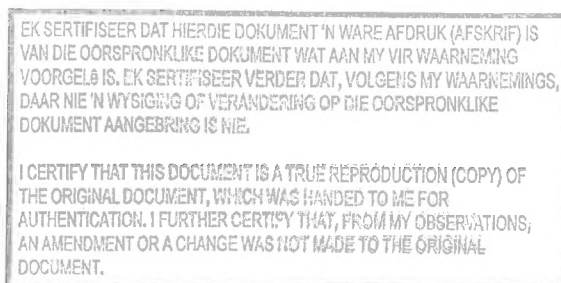 EK SERTIFISEER DAT HIERDIE DOKUMENT 'N WARE AFDRUK (AFSKRIF) IS
VAN DIE OORSPRONKLIKE DOKUMENT WAT AAN MY VIR WAARNEMING
VOORGELê IS. EK SERTIFISEER VERDER DAT, VOLGENS MY WAARNEMINGS,
DAAR NIE 'N WYSIGING OF VERANDERING OP DIE OORSPRONKLIKE
DOKUMENT AANGEBRING IS NIE.

I CERTIFY THAT THIS DOCUMENT IS A TRUE REPRODUCTION (COPY) OF
THE ORIGINAL DOCUMENT, WHICH WAS HANDED TO ME FOR
AUTHENTICATION. I FURTHER CERTIFY THAT, FROM MY OBSERVATIONS,
AN AMENDMENT OR A CHANGE WAS NOT MADE TO THE ORIGINAL
DOCUMENT.